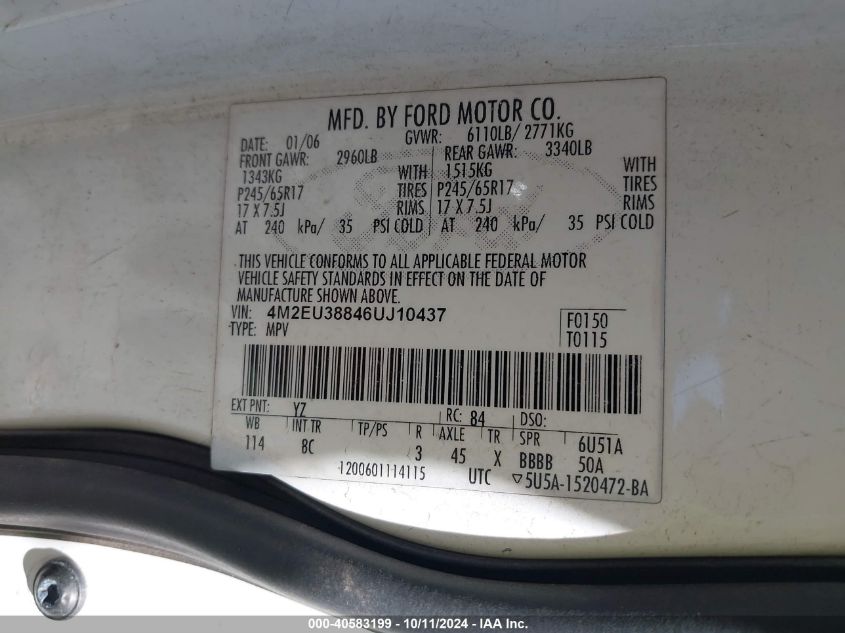 MFD. BY FORD MOTOR CO.
DATE: 01/06 GVWR: 6110LB/ 2771KG
FRONT GAWR: 2960LB REAR GAWR: 3340LB
1343KG WITH 1515KG WITH
P245/65R17 TIRES P245/65R17 TIRES
17 X 7.5J RIMS 17 X 7.5J RIMS
AT 240 kPa/ 35 PSI COLD AT 240 kPa/ 35 PSI COLD
THIS VEHICLE CONFORMS TO ALL APPLICABLE FEDERAL MOTOR
VEHICLE SAFETY STANDARDS IN EFFECT ON THE DATE OF
MANUFACTURE SHOWN ABOVE.
VIN: 4M2EU38846UJ10437 F0150
TYPE: MPV T0115
EXT PNT: YZ RC: 84 DSO:
WB INT TR TP/PS R AXLE TR SPR 6U51A
114 8C 3 45 X BBBB 50A
1200601114115 UTC ▽5U5A-1520472-BA
000-40583199 - 10/11/2024 - © IAA, Inc.